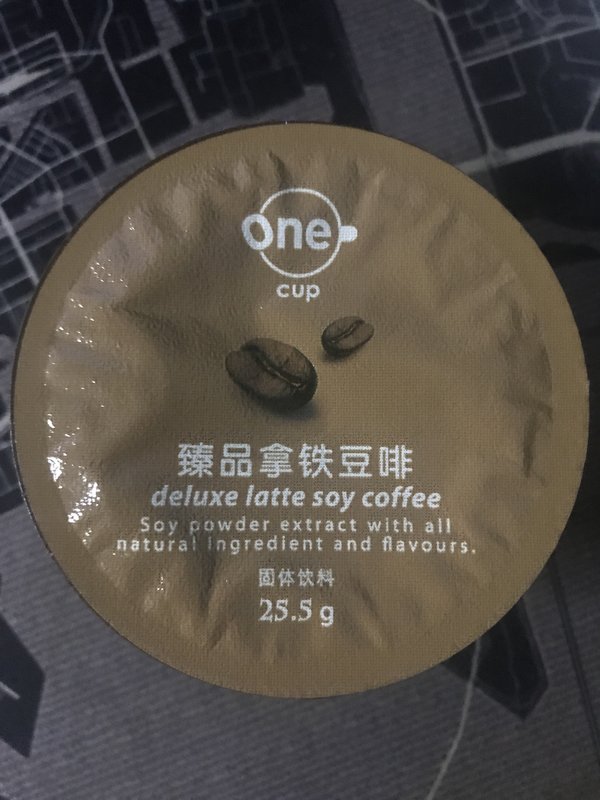 one
cup
臻品拿铁豆啡
deluxe latte soy coffee
Soy powder extract with all
natural ingredient and flavours.
固体饮料
25.5 g